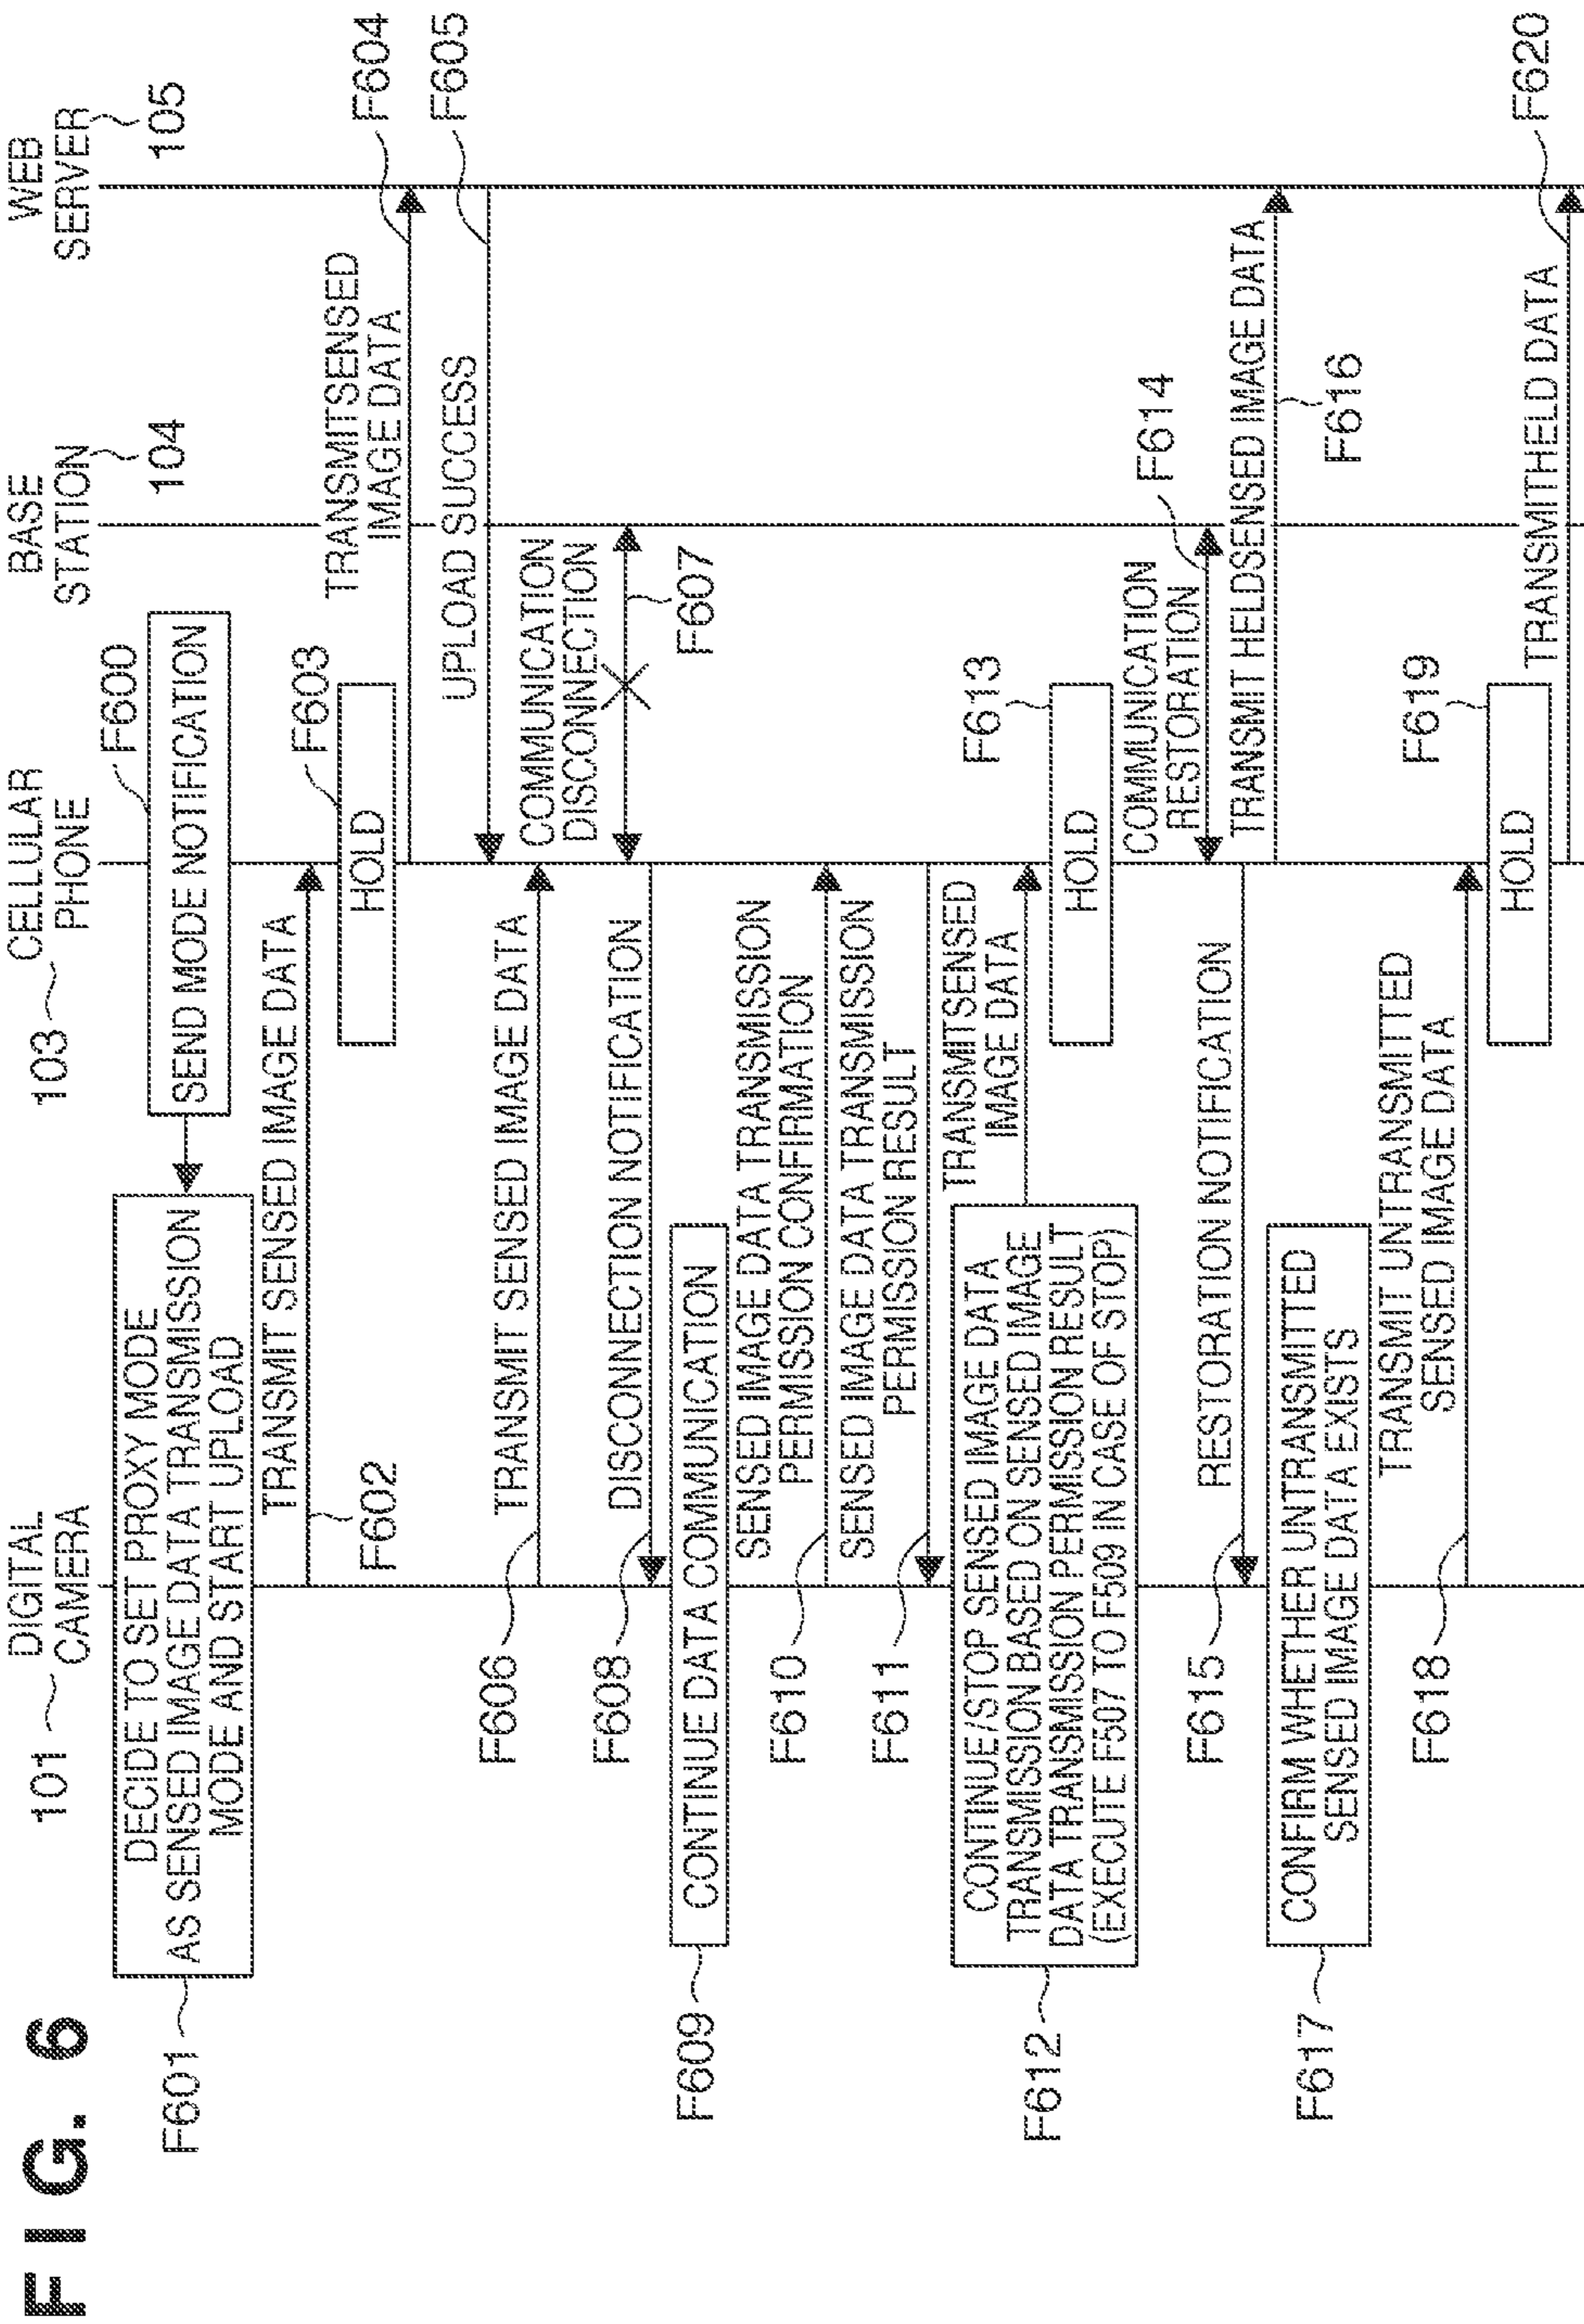 FIG. 6
DIGITAL
CAMERA
101
CELLULAR
PHONE
103
BASE
STATION
104
WEB
SERVER
105
F600
SEND MODE NOTIFICATION
F601
DECIDE TO SET PROXY MODE
AS SENSED IMAGE DATA TRANSMISSION
MODE AND START UPLOAD
TRANSMIT SENSED IMAGE DATA
F602
F603
HOLD
TRANSMITSENSED
IMAGE DATA
F604
UPLOAD SUCCESS
F605
TRANSMIT SENSED IMAGE DATA
F606
COMMUNICATION
DISCONNECTION
F607
DISCONNECTION NOTIFICATION
F608
F609
CONTINUE DATA COMMUNICATION
SENSED IMAGE DATA TRANSMISSION
PERMISSION CONFIRMATION
F610
SENSED IMAGE DATA TRANSMISSION
PERMISSION RESULT
F611
F612
CONTINUE/STOP SENSED IMAGE DATA
TRANSMISSION BASED ON SENSED IMAGE
DATA TRANSMISSION PERMISSION RESULT
(EXECUTE F507 TO F509 IN CASE OF STOP)
TRANSMITSENSED
IMAGE DATA
F613
HOLD
COMMUNICATION
RESTORATION
F614
RESTORATION NOTIFICATION
F615
TRANSMIT HELDSENSED IMAGE DATA
F616
F617
CONFIRM WHETHER UNTRANSMITTED
SENSED IMAGE DATA EXISTS
TRANSMIT UNTRANSMITTED
SENSED IMAGE DATA
F618
F619
HOLD
TRANSMITHELD DATA
F620